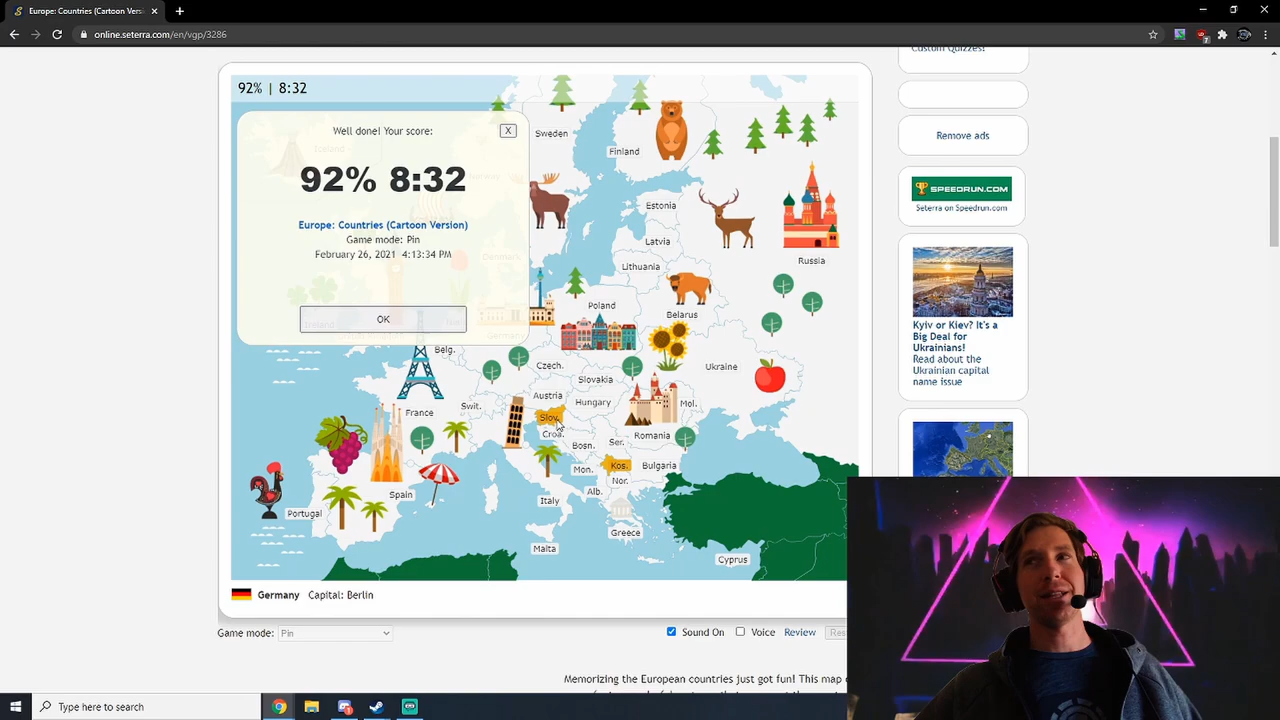 Europe: Countries (Cartoon Versi
online.seterra.com/en/vgp/3286
Custom Quizzes!
92% | 8:32
Well done! Your score:
X
92% 8:32
Europe: Countries (Cartoon Version)
Game mode: Pin
February 26, 2021 4:13:34 PM
OK
Iceland
Ireland
Sweden
Finland
Estonia
Latvia
Lithuania
Russia
Poland
Belarus
Belg.
Czech.
Ukraine
Slovakia
Austria
Hungary
Mol.
Swit.
France
Slov.
Croa.
Bosn.
Ser.
Romania
Mon.
Kos.
Bulgaria
Nor.
Alb.
Spain
Italy
Portugal
Greece
Malta
Cyprus
Germany Capital: Berlin
Game mode: Pin
Sound On
Voice
Review
Res
Memorizing the European countries just got fun! This map
Remove ads
SPEEDRUN.COM
Seterra on Speedrun.com
Kyiv or Kiev? It's a
Big Deal for
Ukrainians!
Read about the
Ukrainian capital
name issue
Type here to search